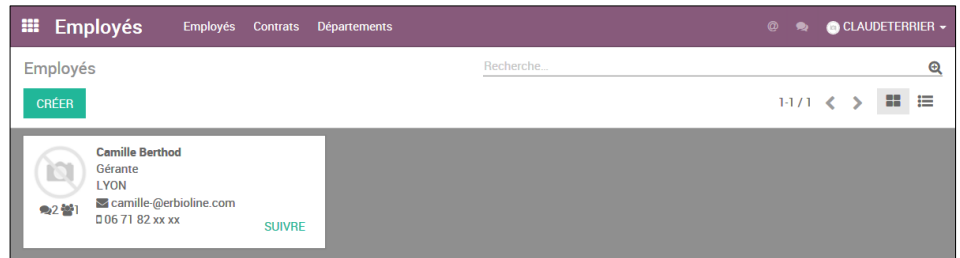 Employés Employés Contrats Départements @ CLAUDETERRIER
Employés Recherche...
CRÉER 1-1 / 1
Camille Berthod
Gérante
LYON
camille-@erbioline.com
2 1 06 71 82 xx xx
SUIVRE